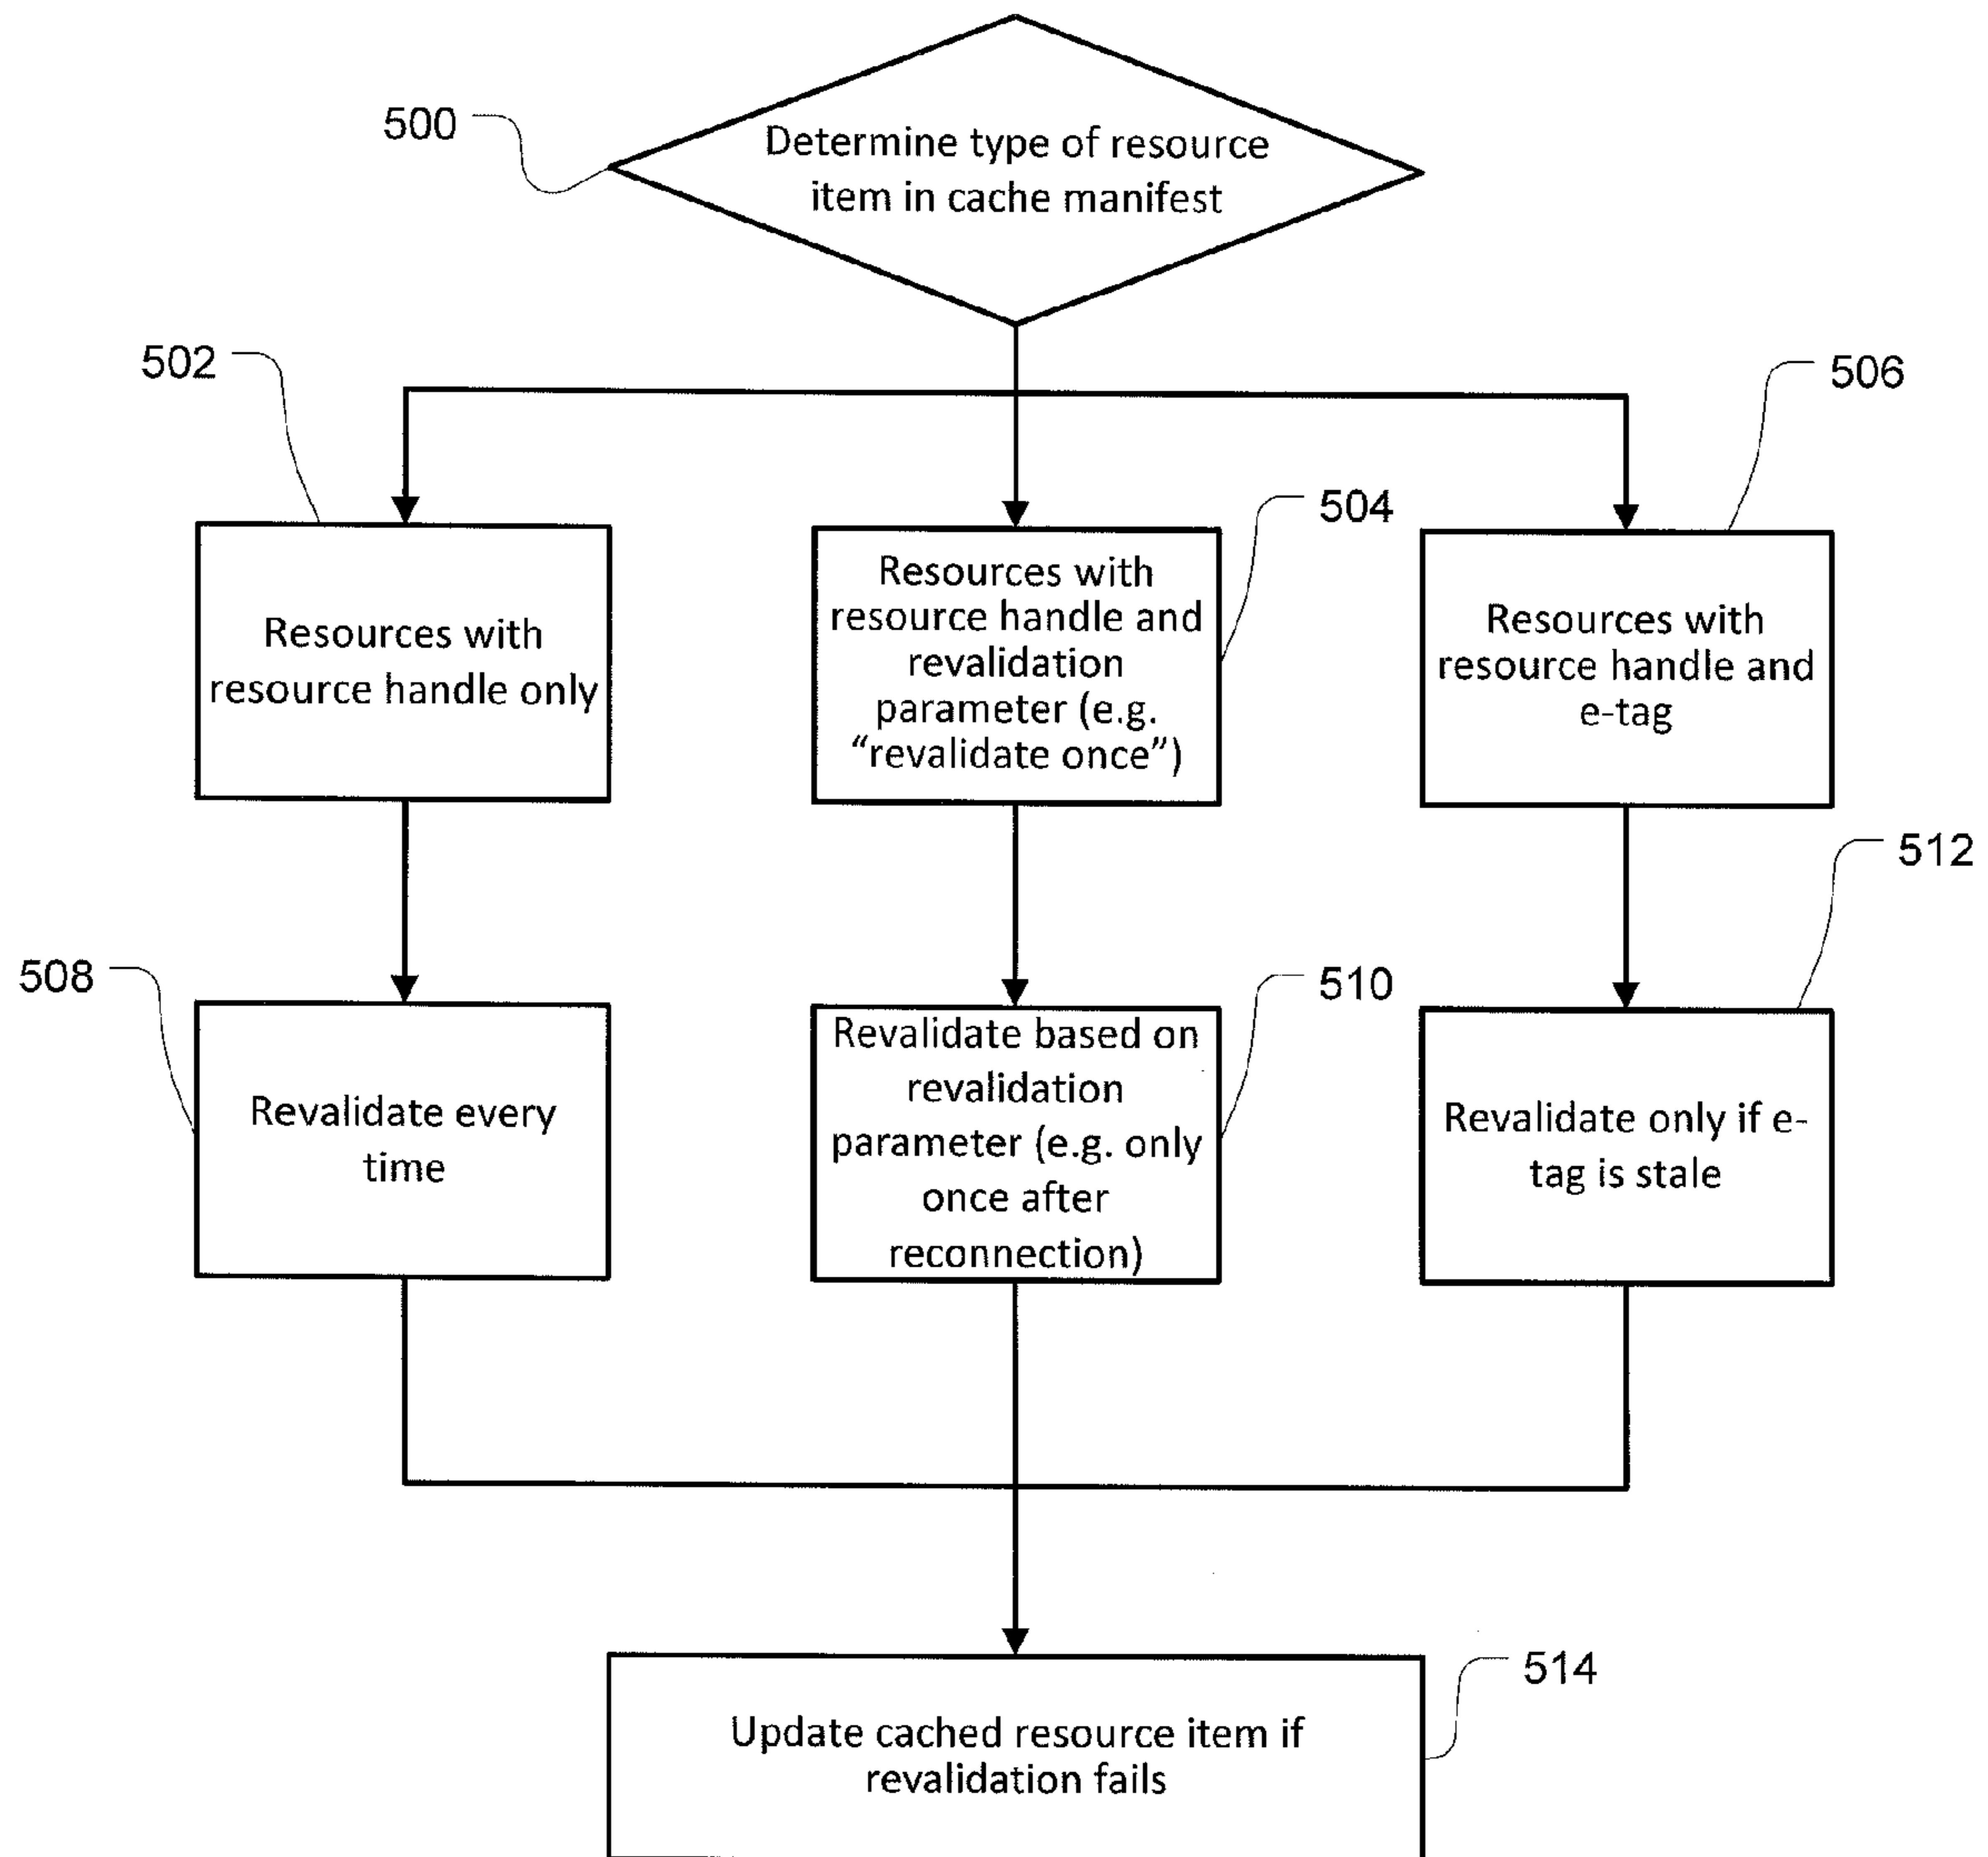 500
Determine type of resource
item in cache manifest
502
506
504
Resources with
resource handle only
Resources with
resource handle and
revalidation
parameter (e.g.
“revalidate once”)
Resources with
resource handle and
e-tag
512
508
510
Revalidate every
time
Revalidate based on
revalidation
parameter (e.g. only
once after
reconnection)
Revalidate only if e-
tag is stale
514
Update cached resource item if
revalidation fails